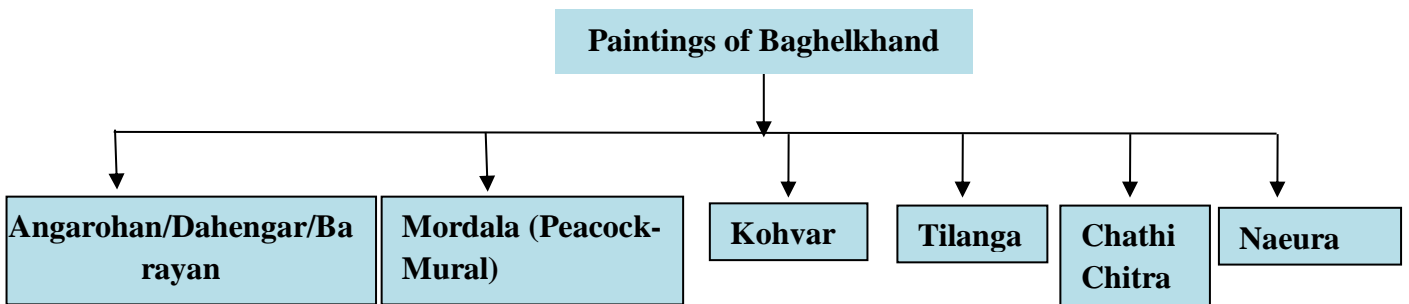 Paintings of Baghelkhand
Angarohan/Dahengar/Ba
rayan
Mordala (Peacock-
Mural)
Kohvar
Tilanga
Chathi
Chitra
Naeura